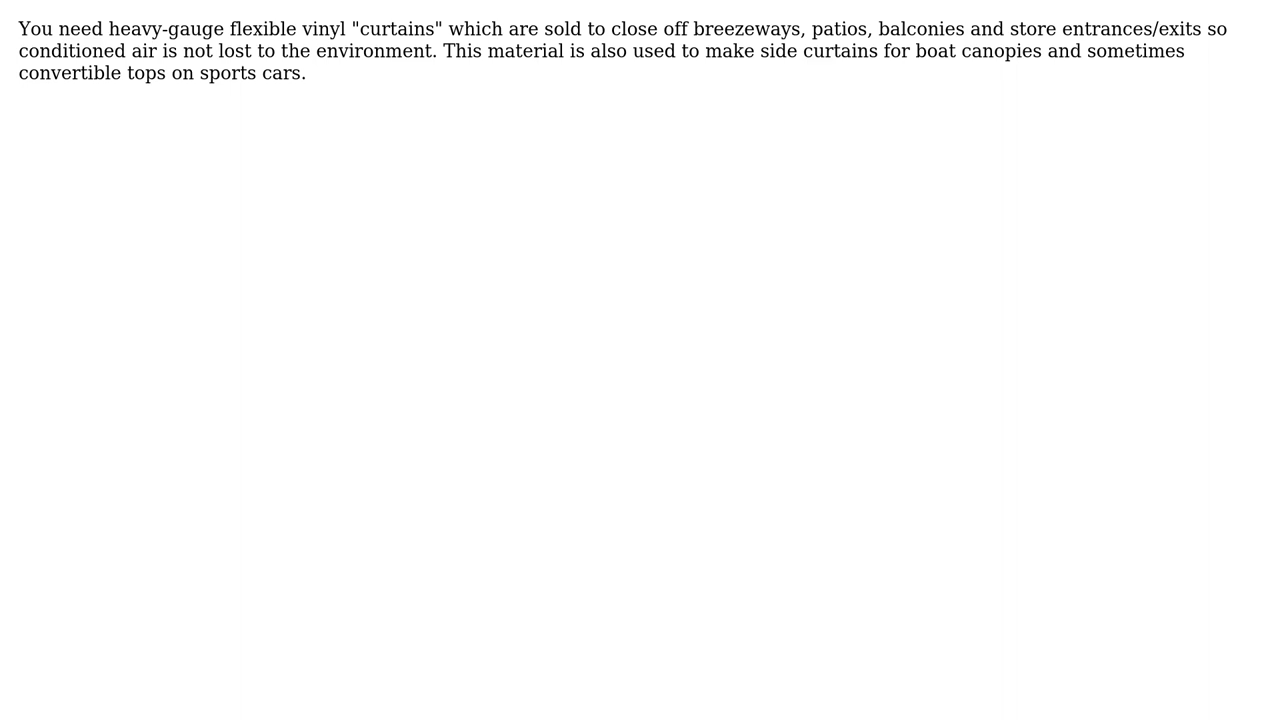 You need heavy-gauge flexible vinyl "curtains" which are sold to close off breezeways, patios, balconies and store entrances/exits so
conditioned air is not lost to the environment. This material is also used to make side curtains for boat canopies and sometimes
convertible tops on sports cars.